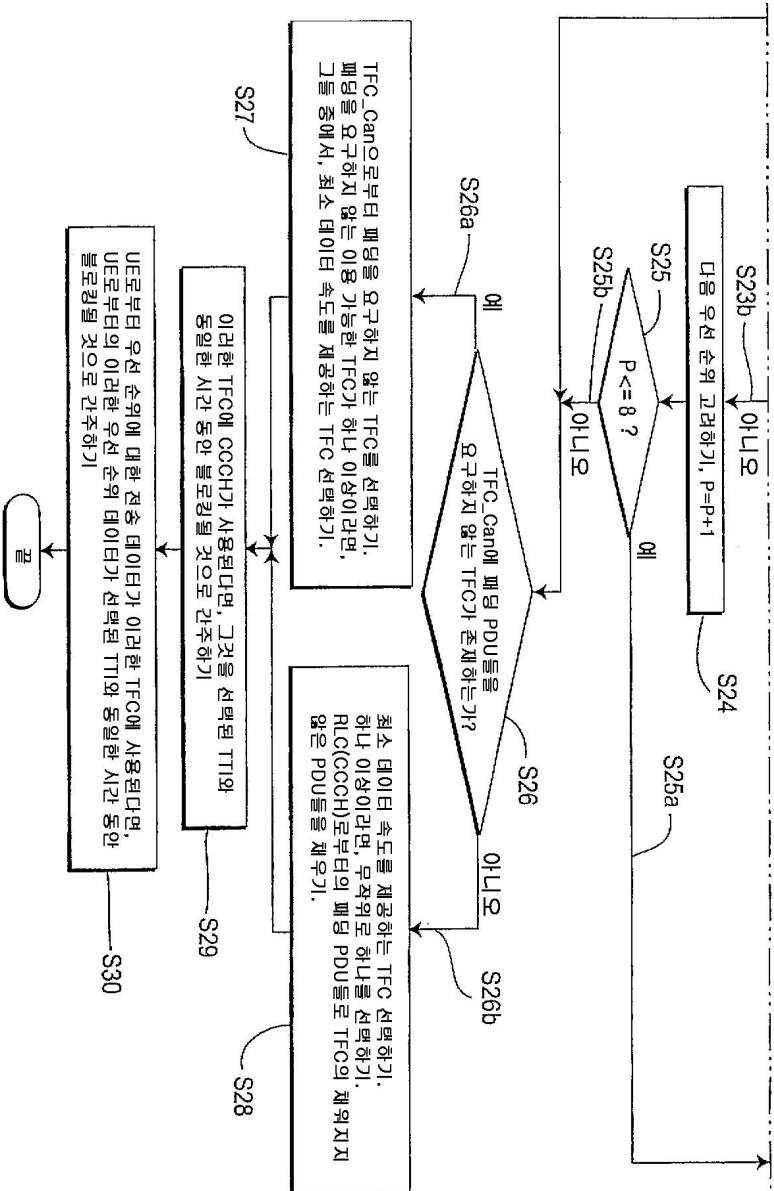 S23b
아니오
다음 우선 순위 고려하기, P=P+1
S24
S25
P <= 8 ?
예
S25a
S25b
아니오
TFC_Can에 패딩 PDU들을
요구하지 않는 TFC가 존재하는가?
S26
예
S26a
아니오
S26b
TFC_Can으로부터 패딩을 요구하지 않는 TFC를 선택하기.
패딩을 요구하지 않는 이용 가능한 TFC가 하나 이상이라면,
그들 중에서, 최소 데이터 속도를 제공하는 TFC 선택하기.
S27
최소 데이터 속도를 제공하는 TFC 선택하기.
하나 이상이라면, 무작위로 하나를 선택하기.
RLC(CCCH)로부터의 패딩 PDU들로 TFC의 채워지지
않은 PDU들을 채우기.
S28
이러한 TFC에 CCCH가 사용된다면, 그것을 선택된 TTI와
동일한 시간 동안 블로킹될 것으로 간주하기
S29
UE로부터 우선 순위에 대한 전송 데이터가 이러한 TFC에 사용된다면,
UE로부터의 이러한 우선 순위 데이터가 선택된 TTI와 동일한 시간 동안
블로킹될 것으로 간주하기
S30
끝